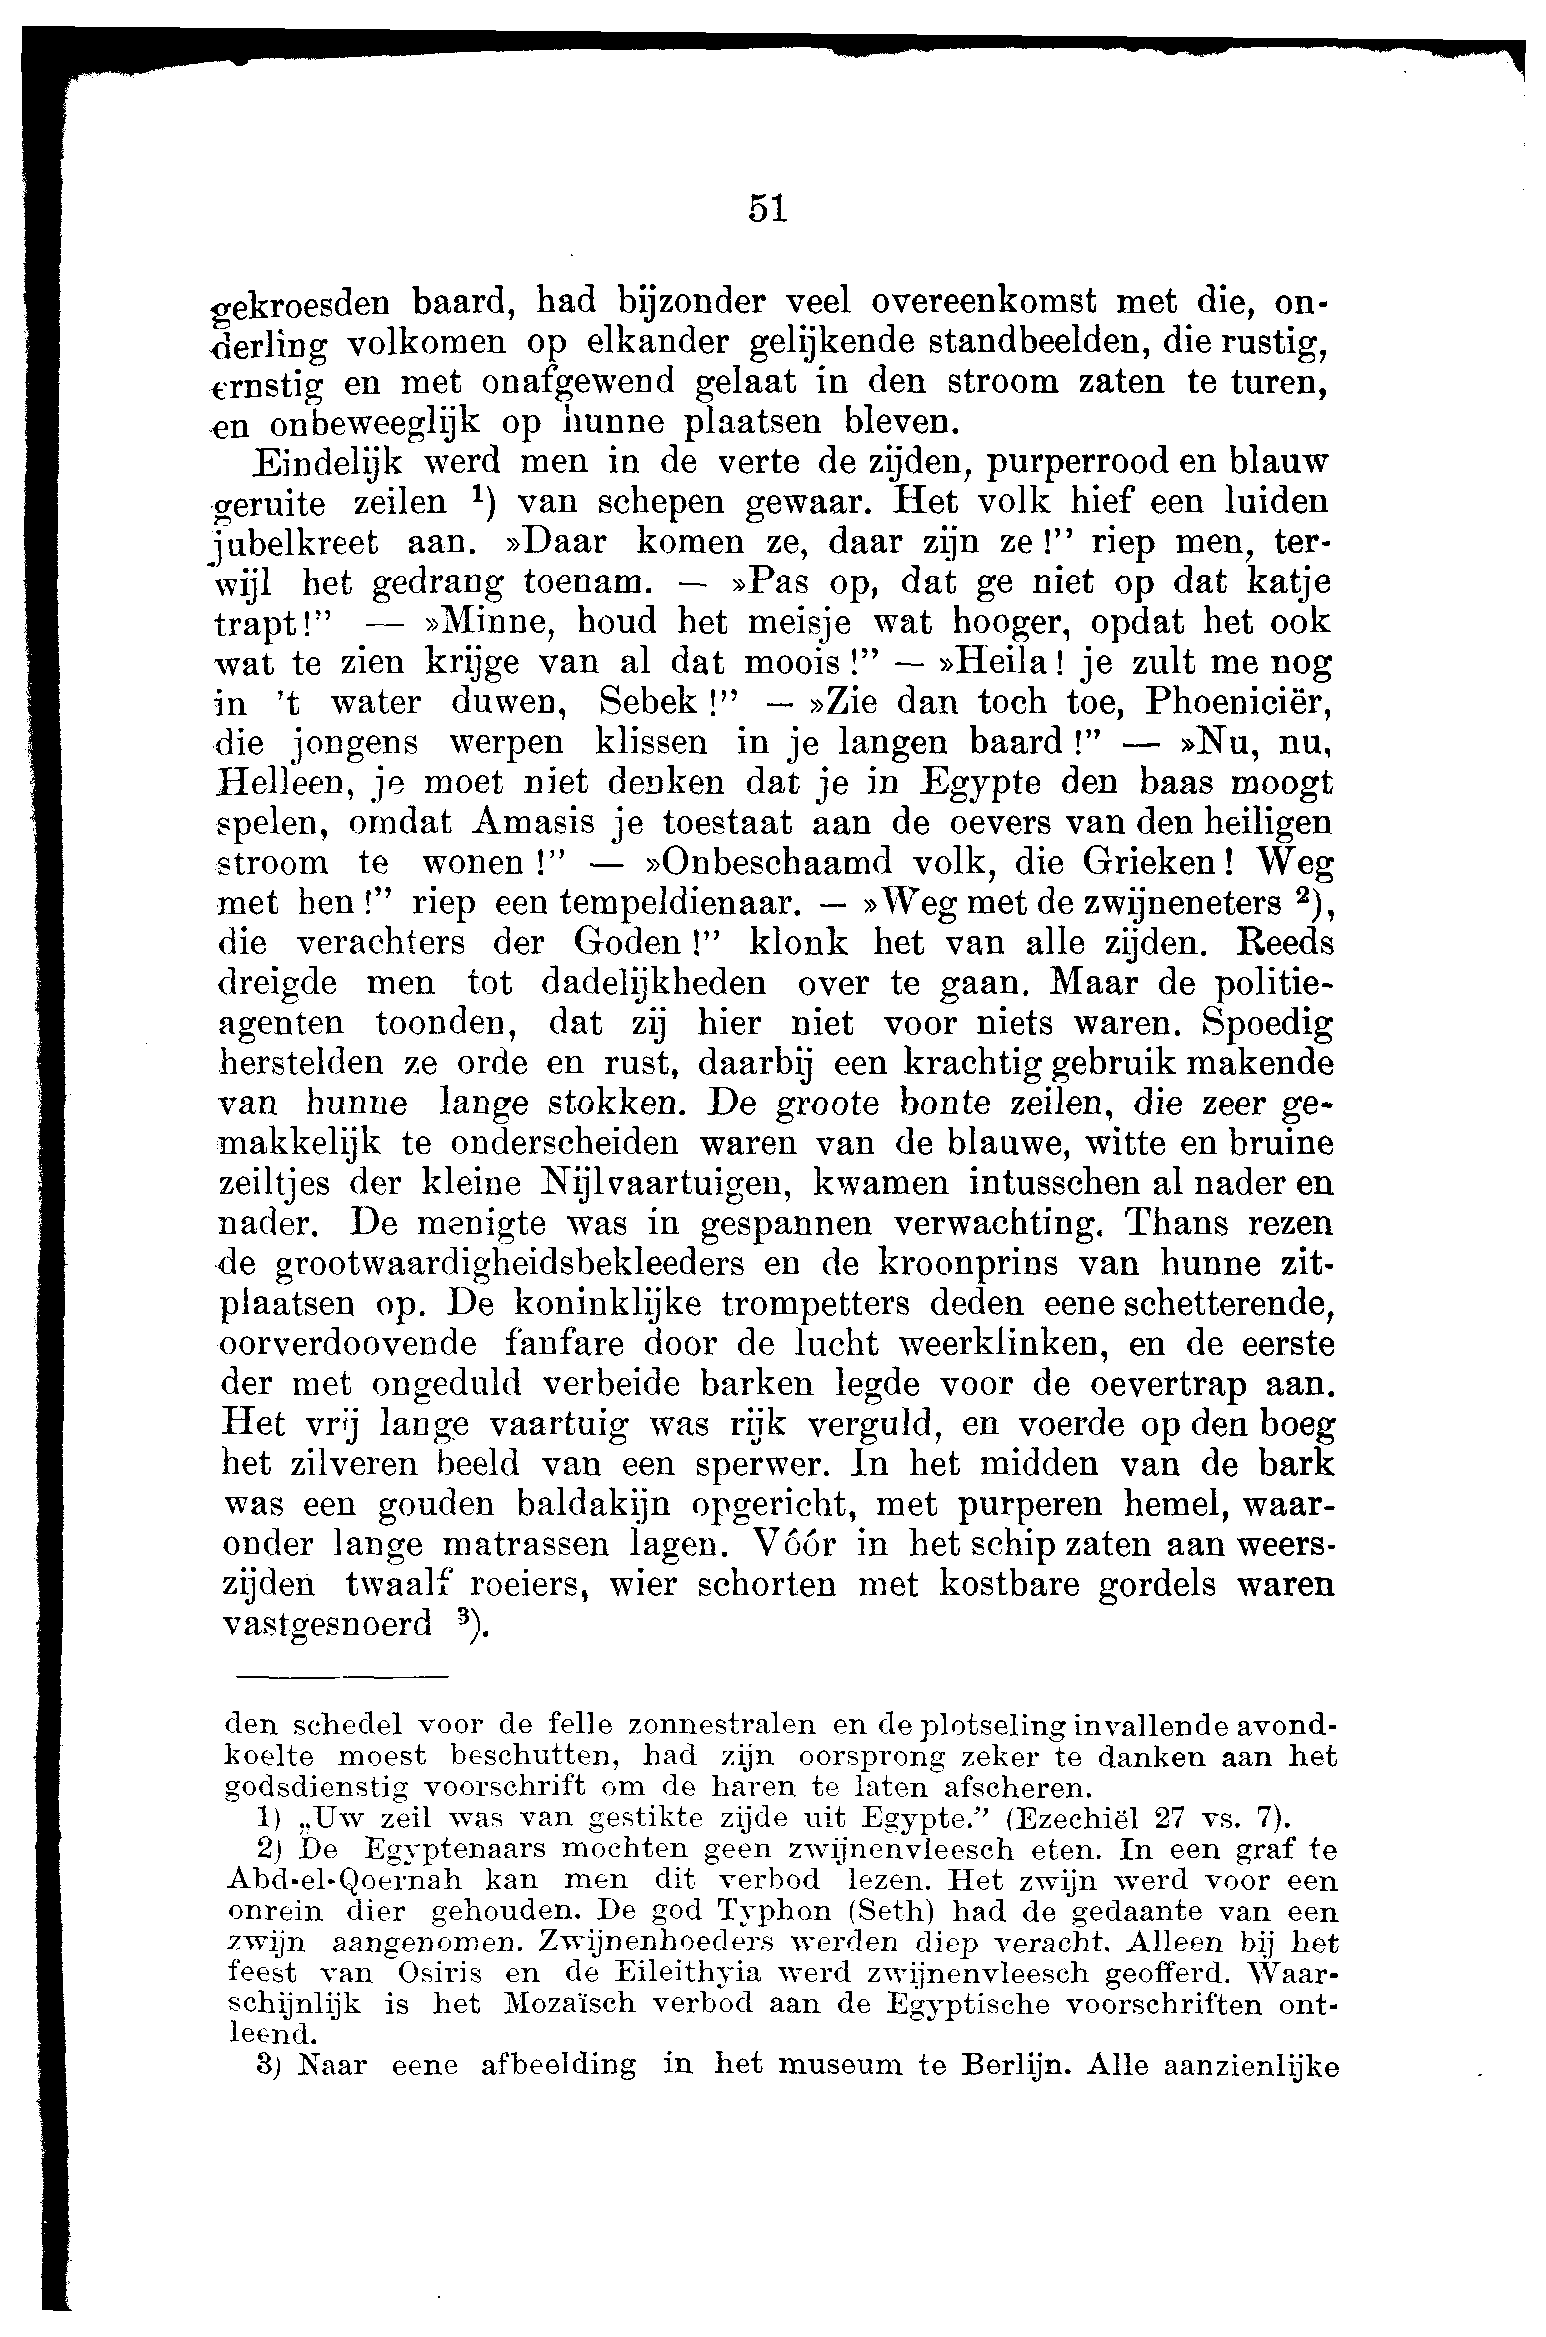 51
gekroesden baard, had bijzonder veel overeenkomst met die, on-
derling volkomen op elkander gelijkende standbeelden, die rustig,
ernstig en met onafgewend gelaat in den stroom zaten te turen,
en onbeweeglijk op hunne plaatsen bleven.
Eindelijk werd men in de verte de zijden, purperrood en blauw
geruite zeilen ¹) van schepen gewaar. Het volk hief een luiden
jubelkreet aan. »Daar komen ze, daar zijn ze!” riep men, ter-
wijl het gedrang toenam. — »Pas op, dat ge niet op dat katje
trapt!” — »Minne, houd het meisje wat hooger, opdat het ook
wat te zien krijge van al dat moois!” — »Heila! je zult me nog
in 't water duwen, Sebek!” — »Zie dan toch toe, Phoeniciër,
die jongens werpen klissen in je langen baard!” — »Nu, nu,
Helleen, je moet niet denken dat je in Egypte den baas moogt
spelen, omdat Amasis je toestaat aan de oevers van den heiligen
stroom te wonen!” — »Onbeschaamd volk, die Grieken! Weg
met hen!” riep een tempeldienaar. — »Weg met de zwijneneters ²),
die verachters der Goden!” klonk het van alle zijden. Reeds
dreigde men tot dadelijkheden over te gaan. Maar de politie-
agenten toonden, dat zij hier niet voor niets waren. Spoedig
herstelden ze orde en rust, daarbij een krachtig gebruik makende
van hunne lange stokken. De groote bonte zeilen, die zeer ge-
makkelijk te onderscheiden waren van de blauwe, witte en bruine
zeiltjes der kleine Nijlvaartuigen, kwamen intusschen al nader en
nader. De menigte was in gespannen verwachting. Thans rezen
de grootwaardigheidsbekleeders en de kroonprins van hunne zit-
plaatsen op. De koninklijke trompetters deden eene schetterende,
oorverdoovende fanfare door de lucht weerklinken, en de eerste
der met ongeduld verbeide barken legde voor de oevertrap aan.
Het vrij lange vaartuig was rijk verguld, en voerde op den boeg
het zilveren beeld van een sperwer. In het midden van de bark
was een gouden baldakijn opgericht, met purperen hemel, waar-
onder lange matrassen lagen. Vóór in het schip zaten aan weers-
zijden twaalf roeiers, wier schorten met kostbare gordels waren
vastgesnoerd ³).
den schedel voor de felle zonnestralen en de plotseling invallende avond-
koelte moest beschutten, had zijn oorsprong zeker te danken aan het
godsdienstig voorschrift om de haren te laten afscheren.
1) „Uw zeil was van gestikte zijde uit Egypte.” (Ezechiël 27 vs. 7).
2) De Egyptenaars mochten geen zwijnenvleesch eten. In een graf te
Abd-el-Qoernah kan men dit verbod lezen. Het zwijn werd voor een
onrein dier gehouden. De god Typhon (Seth) had de gedaante van een
zwijn aangenomen. Zwijnenhoeders werden diep veracht. Alleen bij het
feest van Osiris en de Eileithyia werd zwijnenvleesch geofferd. Waar-
schijnlijk is het Mozaïsch verbod aan de Egyptische voorschriften ont-
leend.
3) Naar eene afbeelding in het museum te Berlijn. Alle aanzienlijke